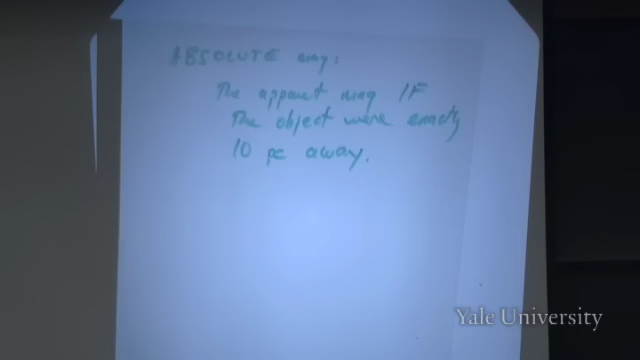 ABSOLUTE mag:
The apparent mag IF
The object were exactly
10 pc away.
Yale University